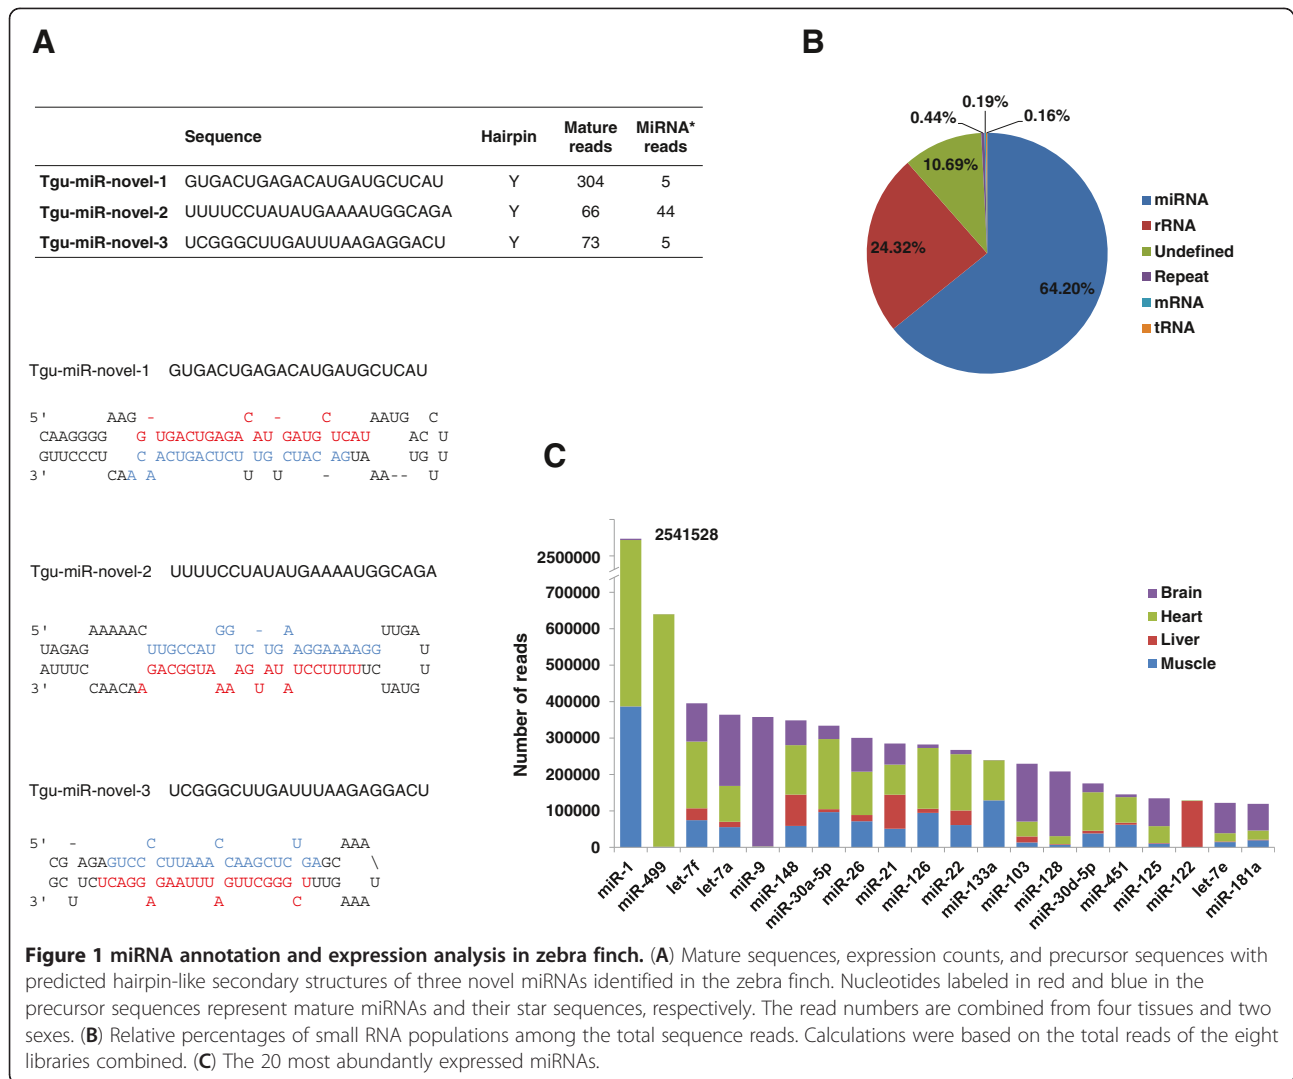 A
Sequence Hairpin Mature reads MiRNA* reads
Tgu-miR-novel-1 GUGACUGAGACAUGAUGCUCAU Y 304 5
Tgu-miR-novel-2 UUUUCCUAUAUGAAAAUGGCAGA Y 66 44
Tgu-miR-novel-3 UCGGGCUUGAUUUAAGAGGACU Y 73 5
Tgu-miR-novel-1 GUGACUGAGACAUGAUGCUCAU
5' AAG - C - C AAUG C
CAAGGGG G UGACUGAGA AU GAUG UCAU AC U
GUUCCCU C ACUGACUCU UG CUAC AGUA UG U
3' CAA A U U - AA-- U
Tgu-miR-novel-2 UUUUCCUAUAUGAAAAUGGCAGA
5' AAAAAC GG - A UUGA
UAGAG UUGCCAU UC UG AGGAAAAGG U
AUUUC GACGGUA AG AU UCCUUUUUC U
3' CAACAA AA U A UAUG
Tgu-miR-novel-3 UCGGGCUUGAUUUAAGAGGACU
5' - C C U AAA
CG AGAGUCC CUUAAA CAAGCUC GAGC \
GC UCUCAGG GAAUUU GUUCGGG UUUG U
3' U A A C AAA
B
0.19%
0.44% 0.16%
10.69%
24.32%
64.20%
miRNA
rRNA
Undefined
Repeat
mRNA
tRNA
C
2541528
2500000
700000
600000
500000
400000
300000
200000
100000
0
Number of reads
Brain
Heart
Liver
Muscle
miR-1
miR-499
let-7f
let-7a
miR-9
miR-148
miR-30a-5p
miR-26
miR-21
miR-126
miR-22
miR-133a
miR-103
miR-128
miR-30d-5p
miR-451
miR-125
miR-122
let-7e
miR-181a
Figure 1 miRNA annotation and expression analysis in zebra finch. (A) Mature sequences, expression counts, and precursor sequences with
predicted hairpin-like secondary structures of three novel miRNAs identified in the zebra finch. Nucleotides labeled in red and blue in the
precursor sequences represent mature miRNAs and their star sequences, respectively. The read numbers are combined from four tissues and two
sexes. (B) Relative percentages of small RNA populations among the total sequence reads. Calculations were based on the total reads of the eight
libraries combined. (C) The 20 most abundantly expressed miRNAs.